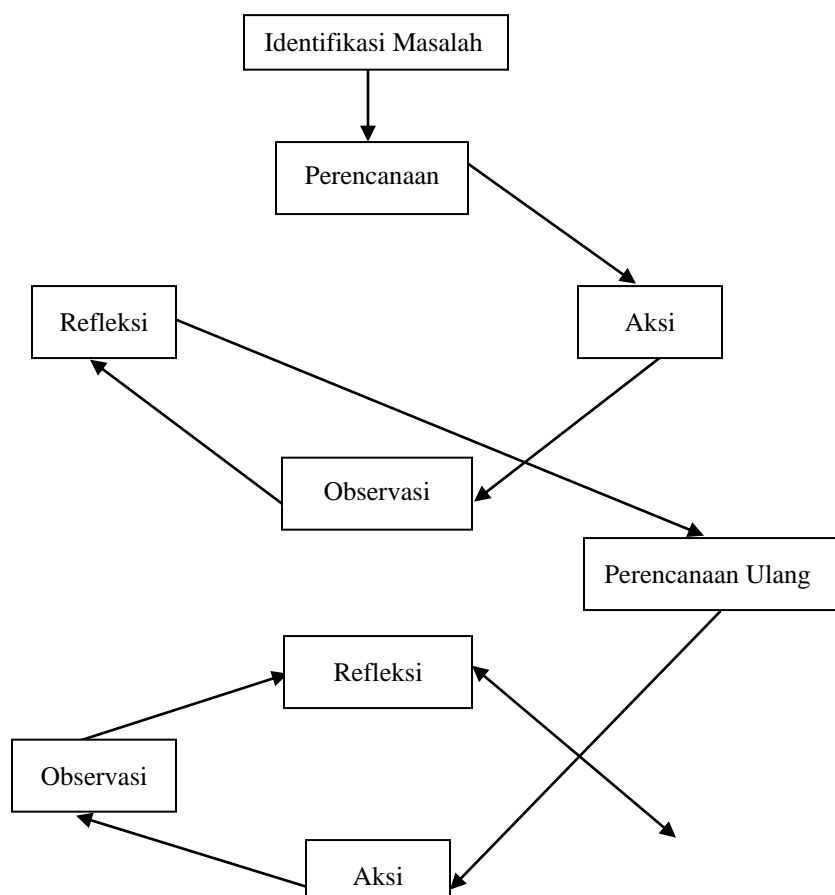 Identifikasi Masalah
Perencanaan
Refleksi
Aksi
Observasi
Perencanaan Ulang
Refleksi
Observasi
Aksi